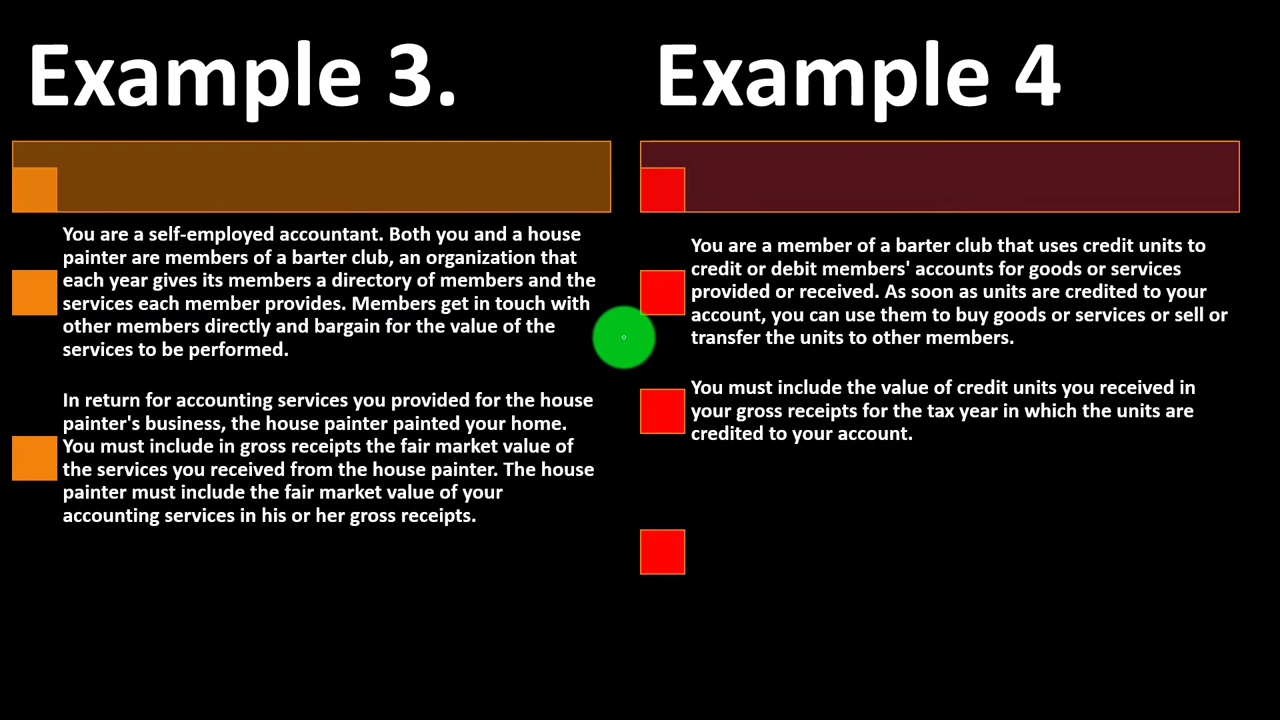 Example 3.
You are a self-employed accountant. Both you and a house
painter are members of a barter club, an organization that
each year gives its members a directory of members and the
services each member provides. Members get in touch with
other members directly and bargain for the value of the
services to be performed.
In return for accounting services you provided for the house
painter's business, the house painter painted your home.
You must include in gross receipts the fair market value of
the services you received from the house painter. The house
painter must include the fair market value of your
accounting services in his or her gross receipts.
Example 4
You are a member of a barter club that uses credit units to
credit or debit members' accounts for goods or services
provided or received. As soon as units are credited to your
account, you can use them to buy goods or services or sell or
transfer the units to other members.
You must include the value of credit units you received in
your gross receipts for the tax year in which the units are
credited to your account.